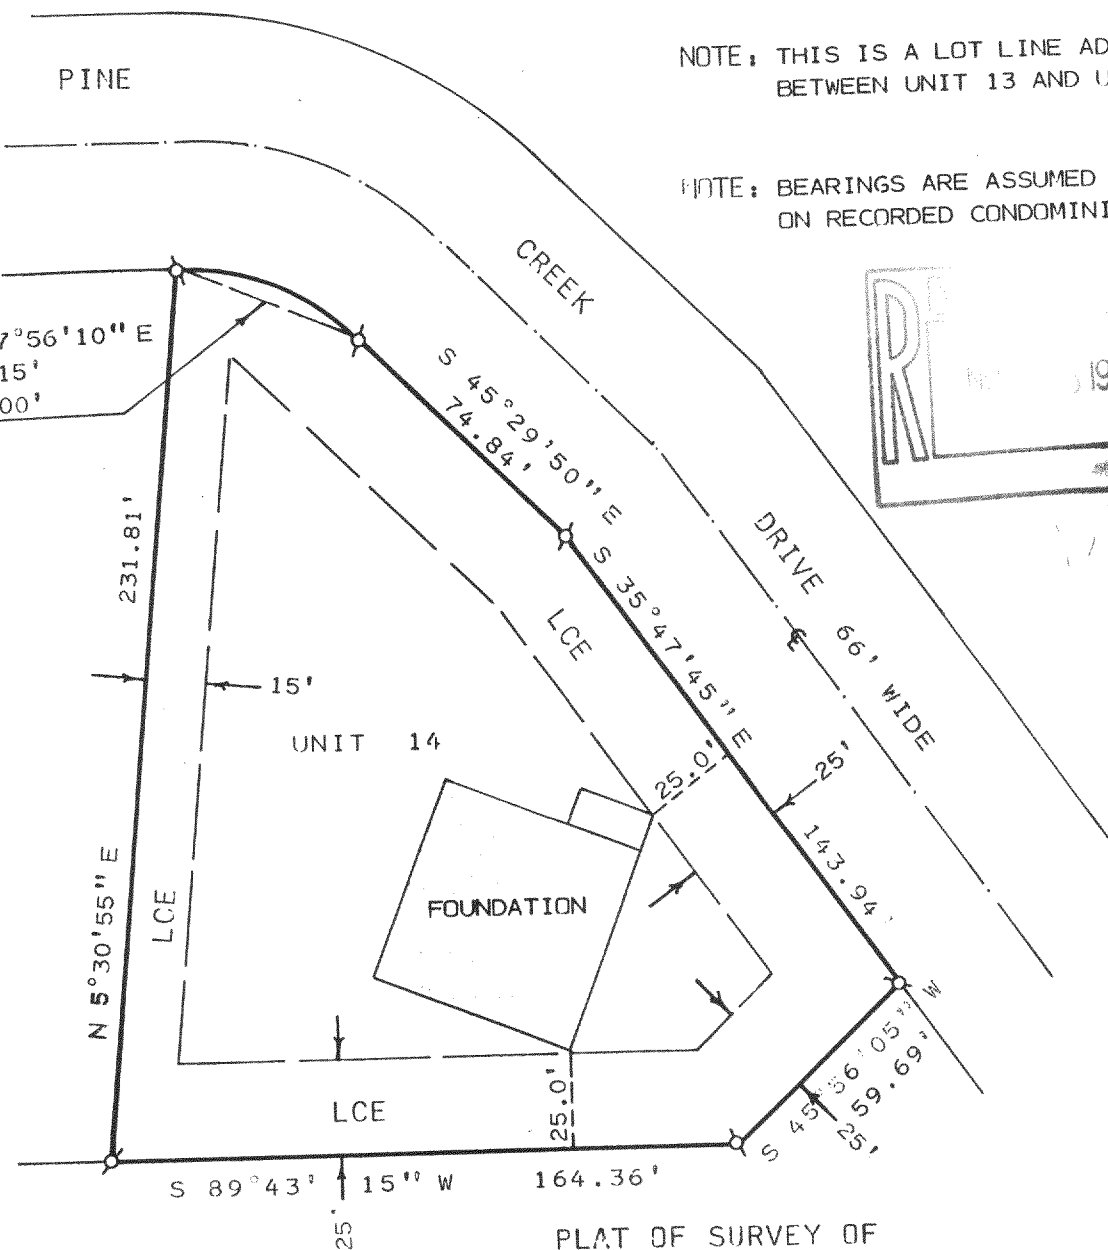 PINE
NOTE: THIS IS A LOT LINE AD
BETWEEN UNIT 13 AND U
NOTE: BEARINGS ARE ASSUMED
ON RECORDED CONDOMINI
CREEK
R
19
7°56'10" E
15'
00'
S 45°29'50" E
74.84'
231.81'
DRIVE 66' WIDE
S 35°47'45" E
LCE
15'
UNIT 14
25.0'
25'
143.94'
FOUNDATION
N 5°30'55" E
LCE
S 45°56'05" W
59.69'
25'
25.0'
LCE
S 89°43'15" W 164.36'
25'
PLAT OF SURVEY OF